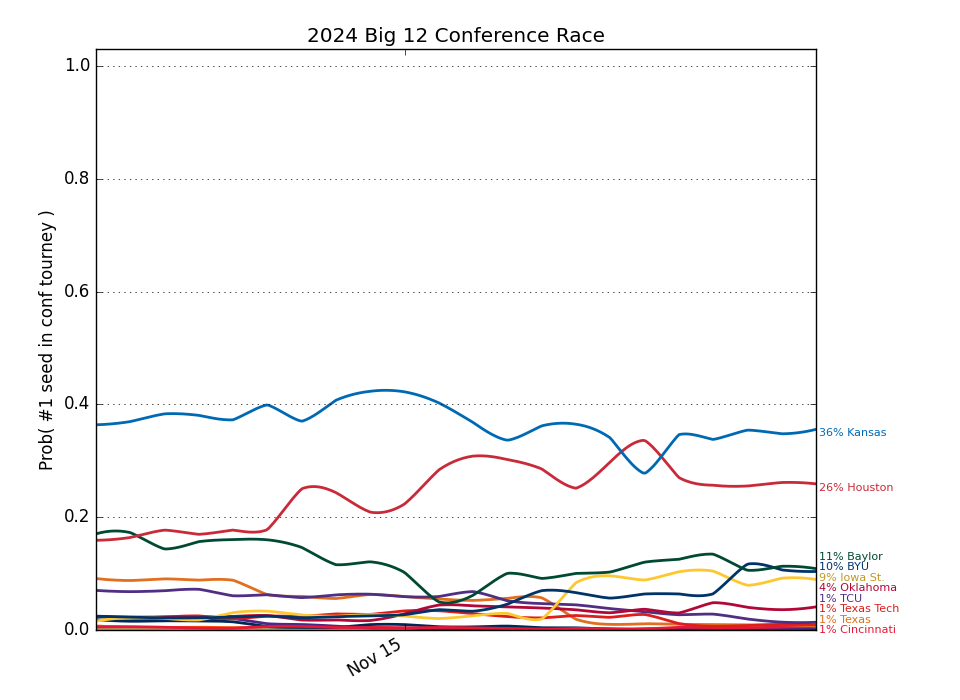 2024 Big 12 Conference Race
Prob( #1 seed in conf tourney )
1.0
0.8
0.6
0.4
0.2
0.0
Nov 15
36% Kansas
26% Houston
11% Baylor
10% BYU
9% Iowa St.
4% Oklahoma
1% TCU
1% Texas Tech
1% Texas
1% Cincinnati